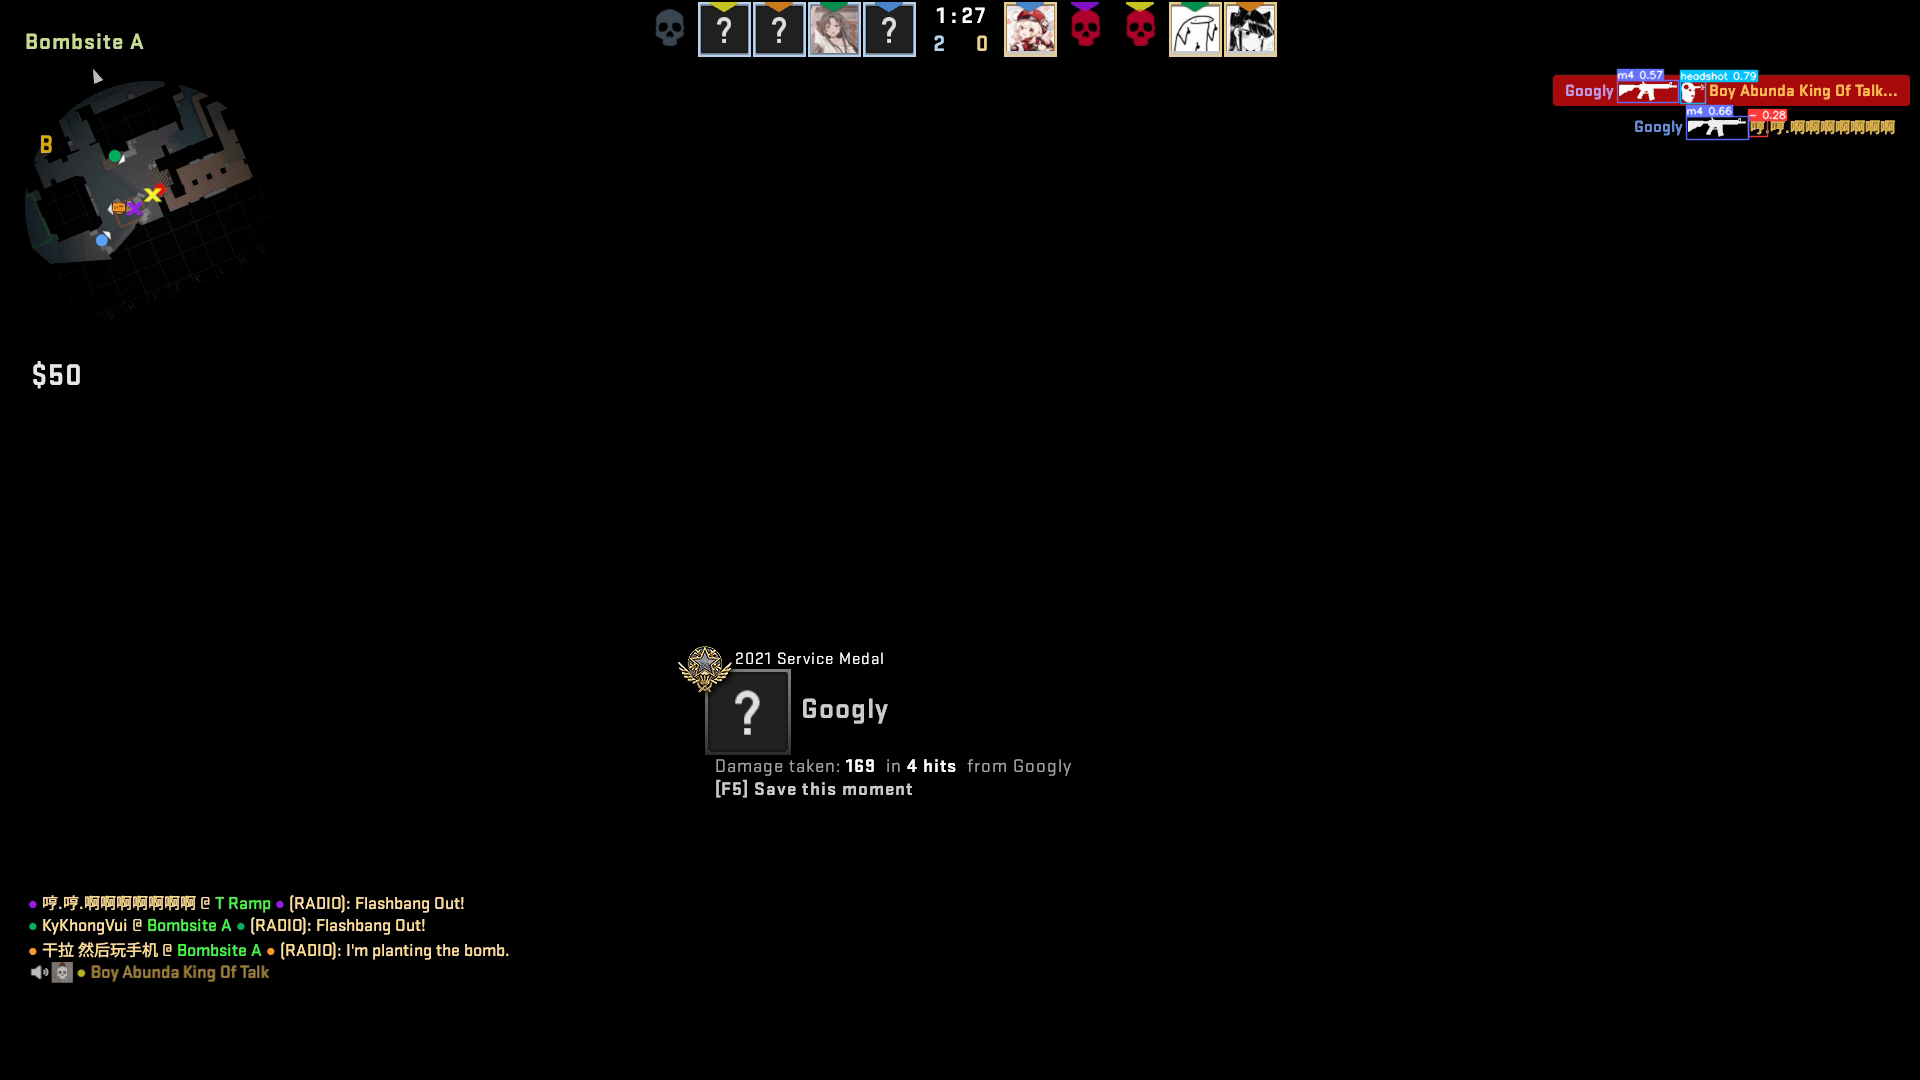 Bombsite A
1:27
2 0
? ? ?
B
m4 0.57 headshot 0.79
Googly Boy Abunda King Of Talk...
m4 0.66 0.28
Googly 哼.哼.啊啊啊啊啊啊啊
$50
2021 Service Medal
?
Googly
Damage taken: 169 in 4 hits from Googly
[F5] Save this moment
哼.哼.啊啊啊啊啊啊啊 @ T Ramp (RADIO): Flashbang Out!
KyKhongVui @ Bombsite A (RADIO): Flashbang Out!
干拉 然后玩手机 @ Bombsite A (RADIO): I'm planting the bomb.
Boy Abunda King Of Talk